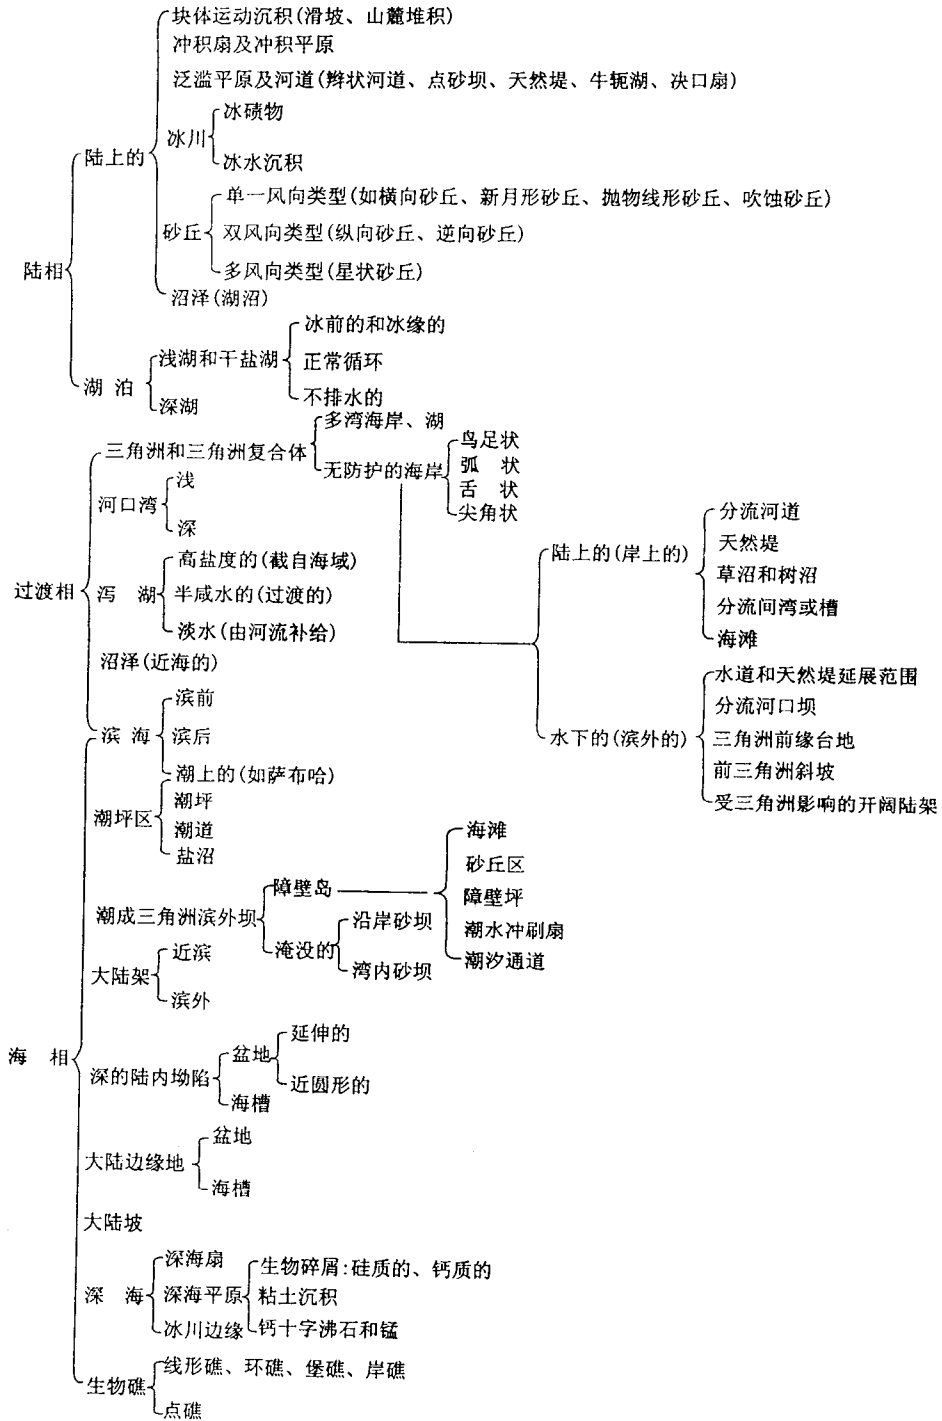 块体运动沉积(滑坡、山麓堆积)
冲积扇及冲积平原
泛滥平原及河道(辫状河道、点砂坝、天然堤、牛轭湖、决口扇)
冰碛物
冰川
陆上的
冰水沉积
单一风向类型(如横向砂丘、新月形砂丘、抛物线形砂丘、吹蚀砂丘)
砂丘
双风向类型(纵向砂丘、逆向砂丘)
陆相
多风向类型(星状砂丘)
沼泽(湖沼)
冰前的和冰缘的
浅湖和干盐湖
正常循环
湖泊
不排水的
深湖
多湾海岸、湖
三角洲和三角洲复合体
无防护的海岸
鸟足状
弧 状
舌 状
尖角状
浅
河口湾
深
陆上的(岸上的)
分流河道
天然堤
草沼和树沼
分流间湾或槽
海滩
高盐度的(截自海域)
过渡相
泻 湖
半咸水的(过渡的)
淡水(由河流补给)
沼泽(近海的)
水道和天然堤延展范围
分流河口坝
水下的(滨外的)
三角洲前缘台地
前三角洲斜坡
受三角洲影响的开阔陆架
滨前
滨 海
滨后
潮上的(如萨布哈)
潮坪
潮坪区
潮道
盐沼
海滩
砂丘区
障壁岛
障壁坪
潮成三角洲滨外坝
沿岸砂坝
潮水冲刷扇
淹没的
潮汐通道
湾内砂坝
近滨
大陆架
滨外
海 相
延伸的
盆地
深的陆内坳陷
近圆形的
海槽
盆地
大陆边缘地
海槽
大陆坡
深海扇
生物碎屑:硅质的、钙质的
深 海
深海平原
粘土沉积
冰川边缘
钙十字沸石和锰
线形礁、环礁、堡礁、岸礁
生物礁
点礁